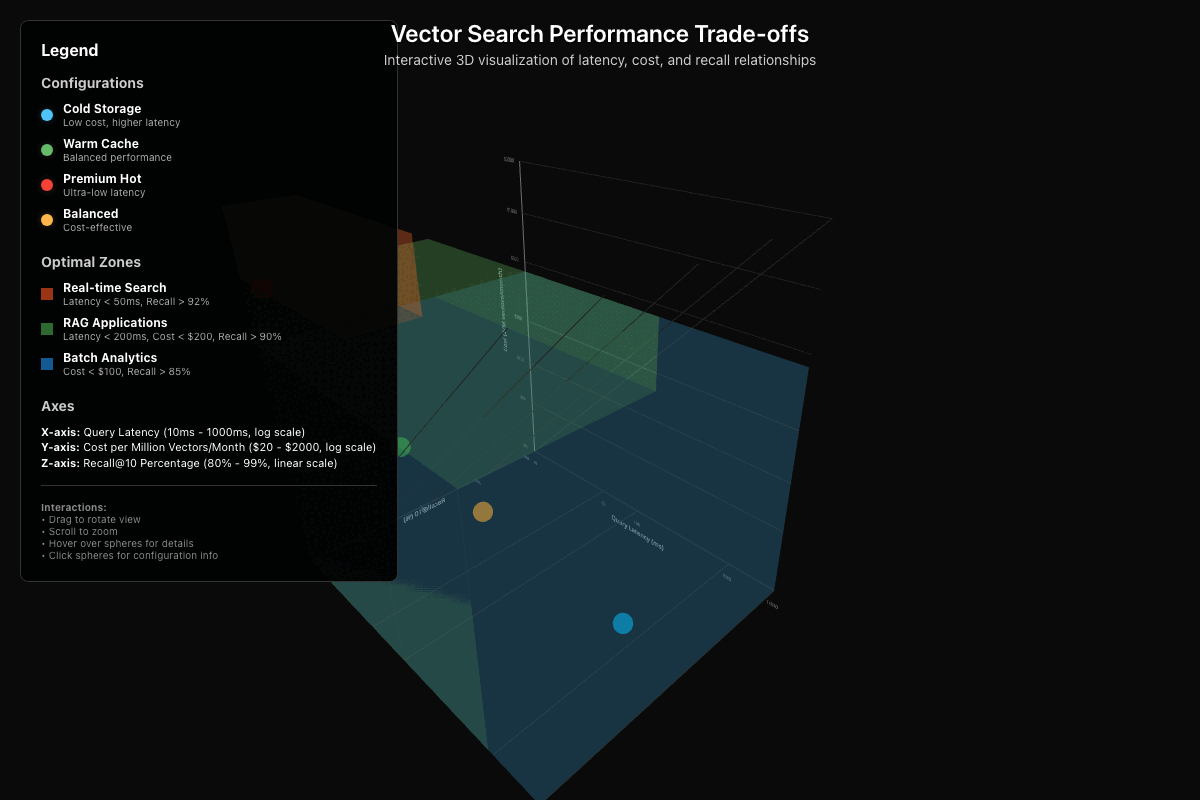 Vector Search Performance Trade-offs
Interactive 3D visualization of latency, cost, and recall relationships
Legend
Configurations
Cold Storage
Low cost, higher latency
Warm Cache
Balanced performance
Premium Hot
Ultra-low latency
Balanced
Cost-effective
Optimal Zones
Real-time Search
Latency < 50ms, Recall > 92%
RAG Applications
Latency < 200ms, Cost < $200, Recall > 90%
Batch Analytics
Cost < $100, Recall > 85%
Axes
X-axis: Query Latency (10ms - 1000ms, log scale)
Y-axis: Cost per Million Vectors/Month ($20 - $2000, log scale)
Z-axis: Recall@10 Percentage (80% - 99%, linear scale)
Interactions:
• Drag to rotate view
• Scroll to zoom
• Hover over spheres for details
• Click spheres for configuration info
Query Latency (ms)
Recall@10 (%)
1000